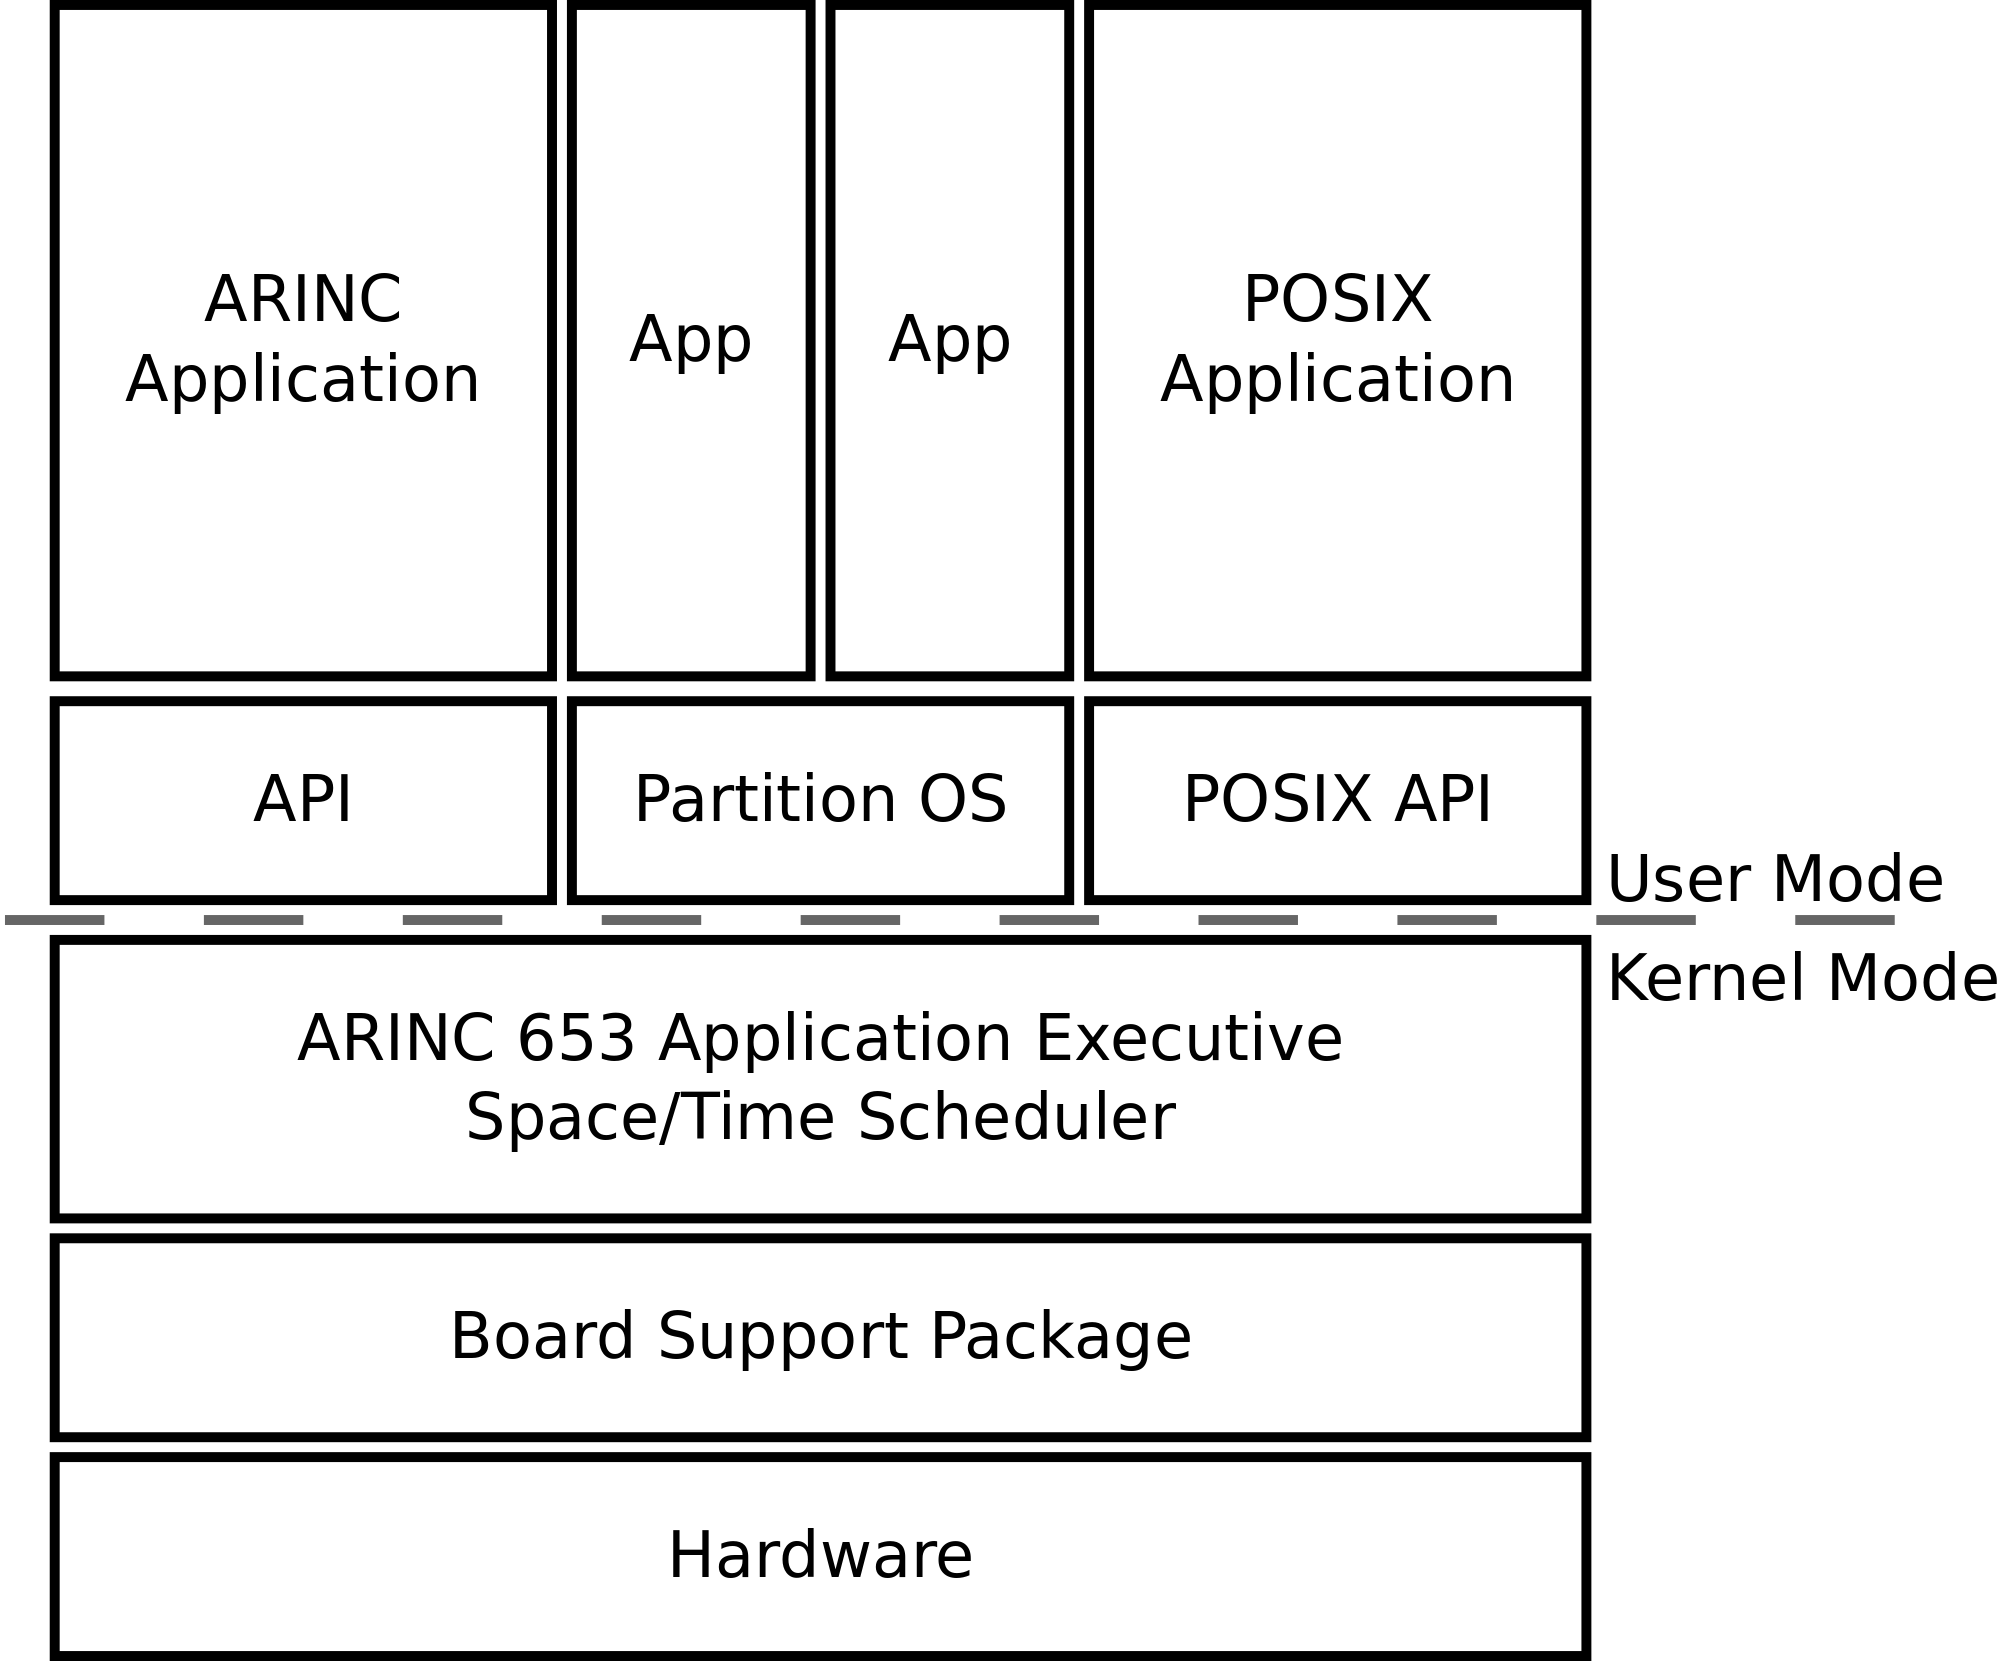 ARINC
Application
App
App
POSIX
Application
API
Partition OS
POSIX API
User Mode
Kernel Mode
ARINC 653 Application Executive
Space/Time Scheduler
Board Support Package
Hardware